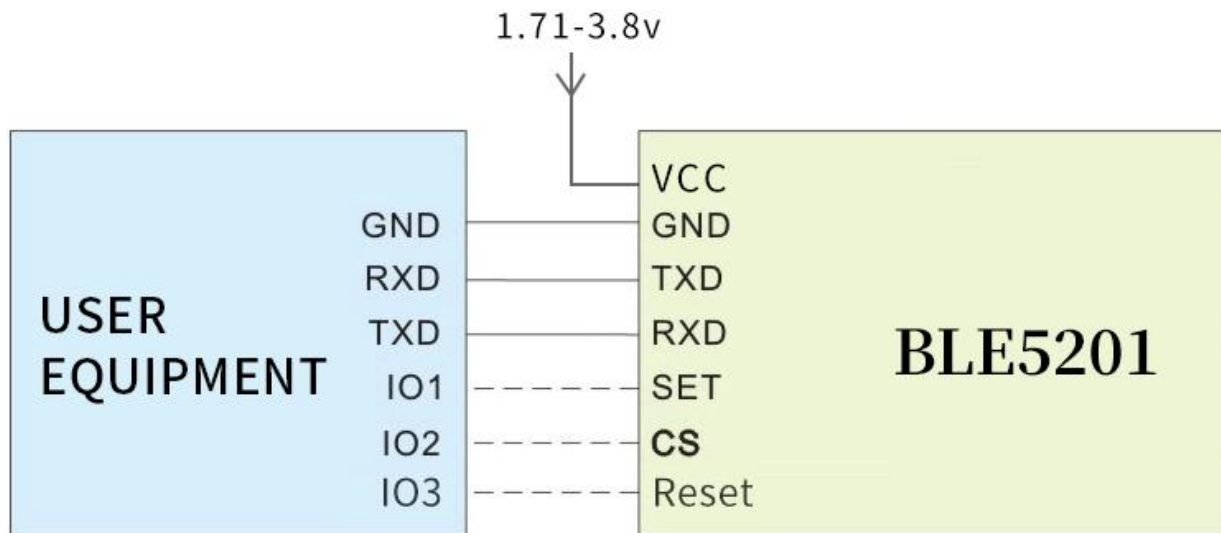 1.71-3.8v
VCC
GND GND
RXD TXD
USER
EQUIPMENT
TXD RXD
BLE5201
IO1 SET
IO2 CS
IO3 Reset